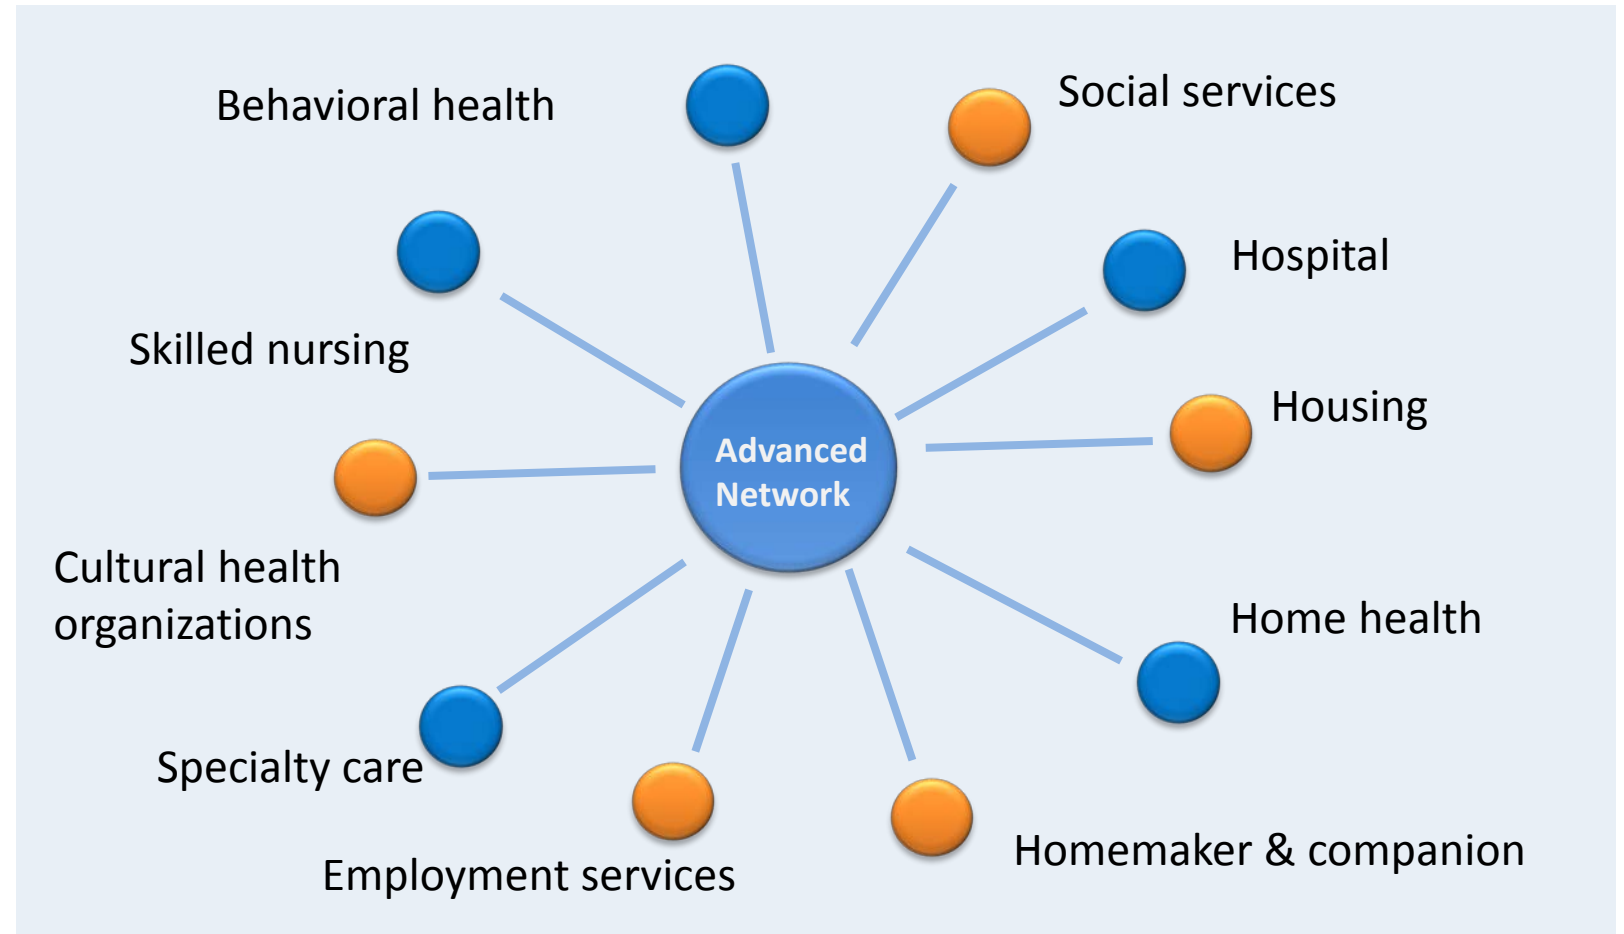 Behavioral health
Social services
Hospital
Skilled nursing
Housing
Advanced
Network
Cultural health
organizations
Home health
Specialty care
Employment services
Homemaker & companion